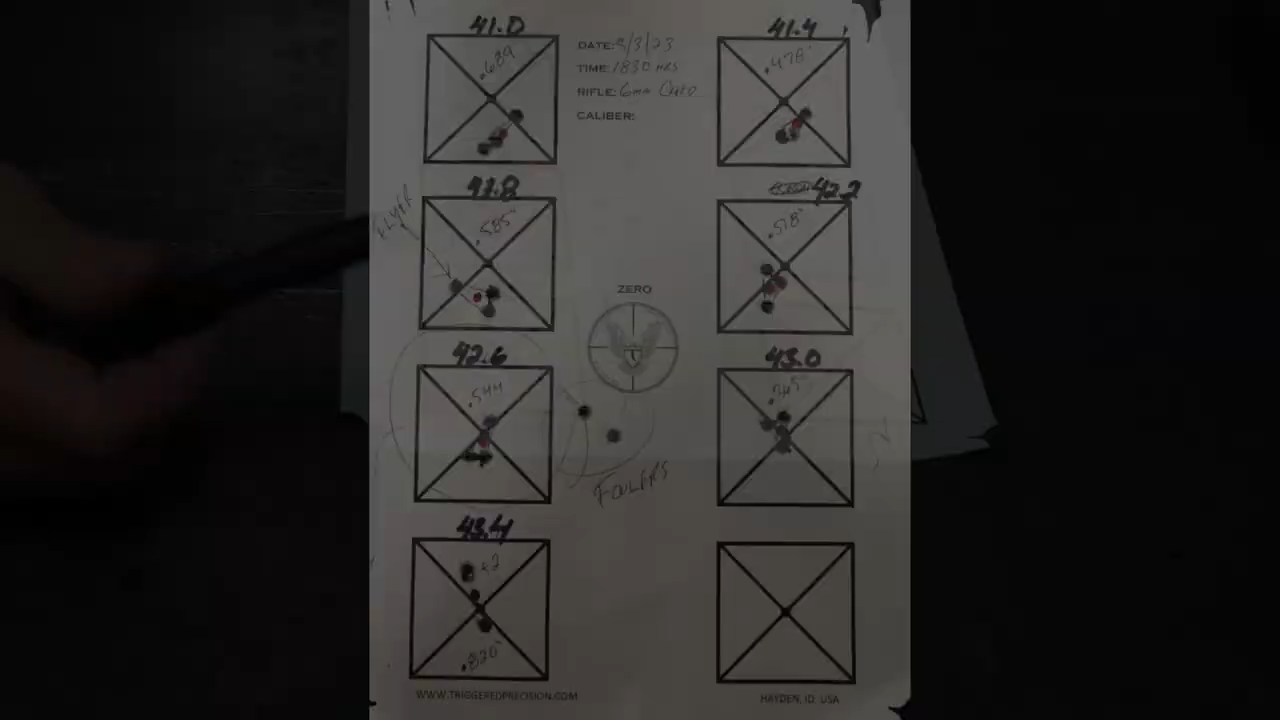 41.0
.689
DATE: 8/3/23
TIME: 1830 HRS
RIFLE: 6mm
CALIBER:
41.4
.478"
41.8
.585"
FLYER
42.2
.518"
ZERO
42.6
.544
43.0
.345"
FOULERS
43.4
x2
.820"
WWW.TRIGGEREDPRECISION.COM
HAYDEN, ID. USA